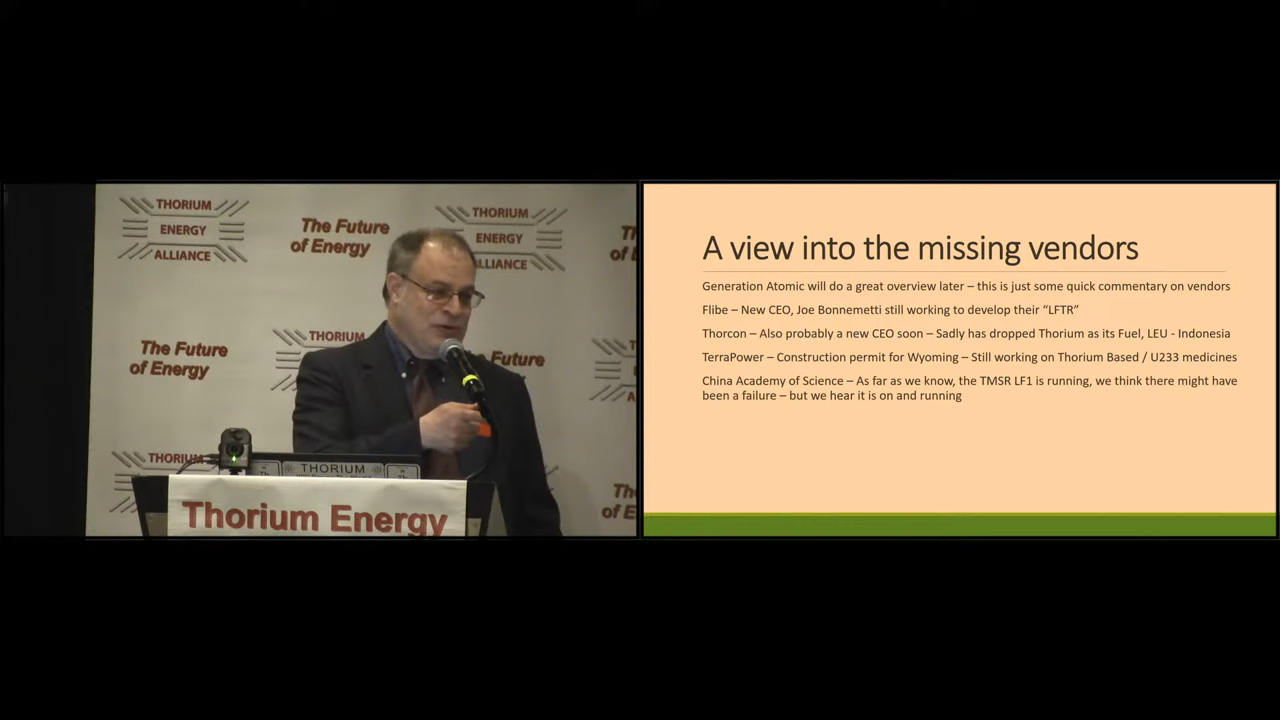 THORIUM
ENERGY
ALLIANCE
The Future
of Energy
THORIUM
ENERGY
ALLIANCE
The Future
of Energy
THORIUM
Future
THORIUM
THORIUM
Thorium Energy
A view into the missing vendors
Generation Atomic will do a great overview later – this is just some quick commentary on vendors
Flibe – New CEO, Joe Bonnemetti still working to develop their “LFTR”
Thorcon – Also probably a new CEO soon – Sadly has dropped Thorium as its Fuel, LEU - Indonesia
TerraPower – Construction permit for Wyoming – Still working on Thorium Based / U233 medicines
China Academy of Science – As far as we know, the TMSR LF1 is running, we think there might have
been a failure – but we hear it is on and running